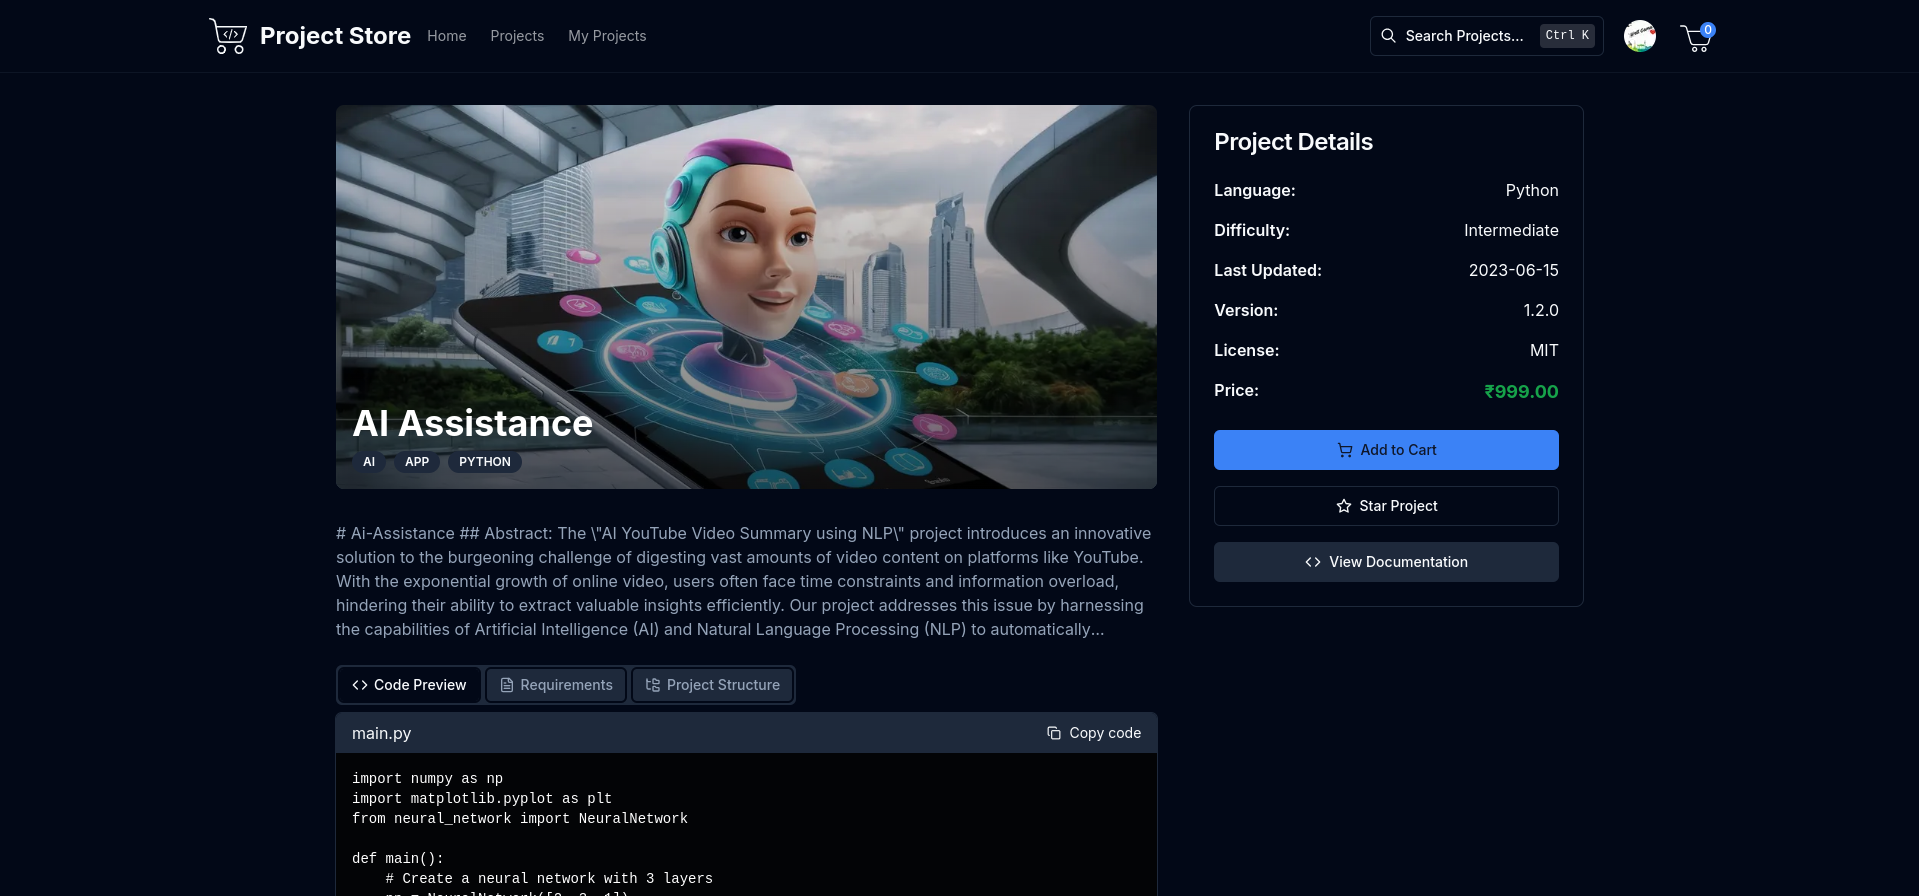 Project Store
Home
Projects
My Projects
Search Projects...
Ctrl K
0
AI Assistance
AI
APP
PYTHON
# Ai-Assistance ## Abstract: The \"AI YouTube Video Summary using NLP\" project introduces an innovative
solution to the burgeoning challenge of digesting vast amounts of video content on platforms like YouTube.
With the exponential growth of online video, users often face time constraints and information overload,
hindering their ability to extract valuable insights efficiently. Our project addresses this issue by harnessing
the capabilities of Artificial Intelligence (AI) and Natural Language Processing (NLP) to automatically...
Code Preview
Requirements
Project Structure
main.py
Copy code
import numpy as np
import matplotlib.pyplot as plt
from neural_network import NeuralNetwork
def main():
# Create a neural network with 3 layers
Project Details
Language: Python
Difficulty: Intermediate
Last Updated: 2023-06-15
Version: 1.2.0
License: MIT
Price: ₹999.00
Add to Cart
Star Project
View Documentation